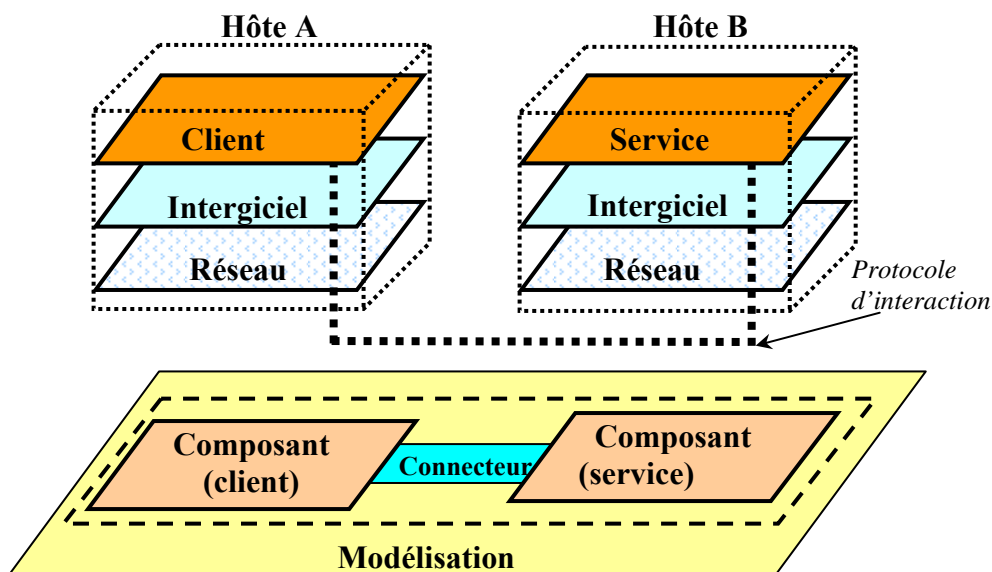 Hôte A
Hôte B
Client
Service
Intergiciel
Intergiciel
Réseau
Réseau
Protocole
d’interaction
Composant
(client)
Connecteur
Composant
(service)
Modélisation